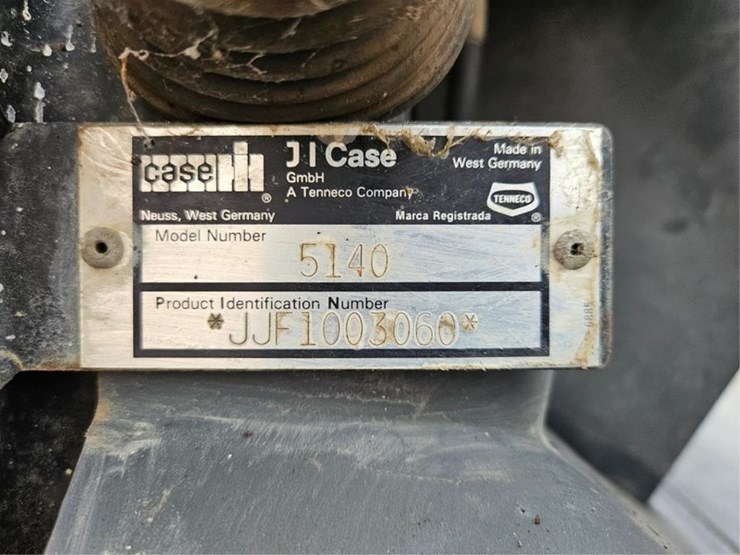 case IH ®
J I Case
GmbH
A Tenneco Company
Neuss, West Germany
Made in
West Germany
TENNECO ®
Marca Registrada
Model Number
5140
Product Identification Number
*JJF1003060*